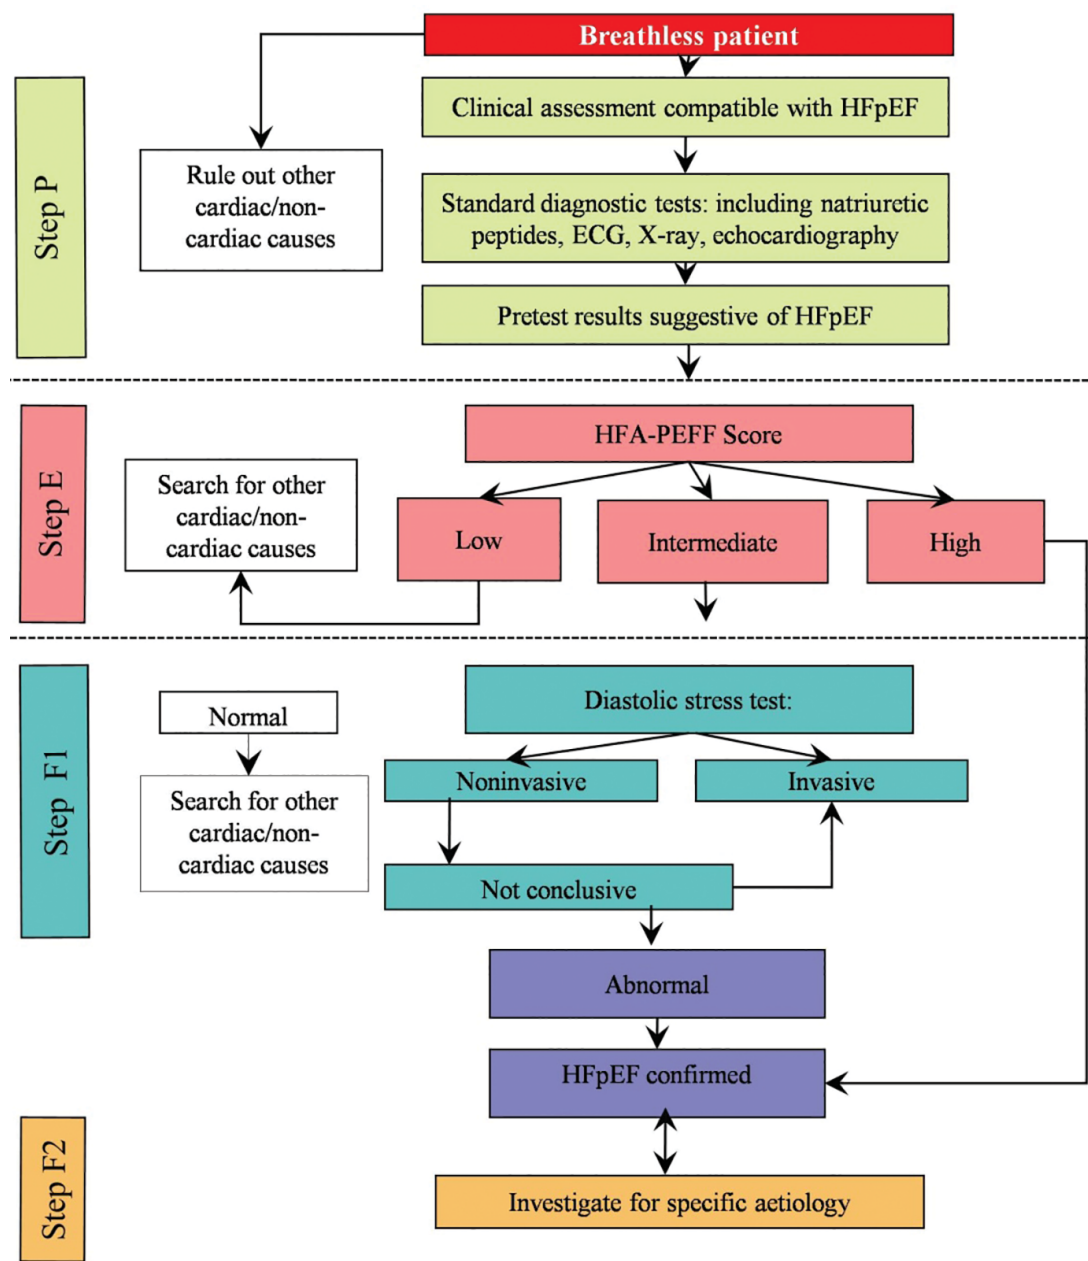 Breathless patient
Step P
Clinical assessment compatible with HFpEF
Rule out other
cardiac/non-
cardiac causes
Standard diagnostic tests: including natriuretic
peptides, ECG, X-ray, echocardiography
Pretest results suggestive of HFpEF
Step E
HFA-PEFF Score
Search for other
cardiac/non-
cardiac causes
Low
Intermediate
High
Step F1
Diastolic stress test:
Normal
Noninvasive
Invasive
Search for other
cardiac/non-
cardiac causes
Not conclusive
Abnormal
HFpEF confirmed
Step F2
Investigate for specific aetiology